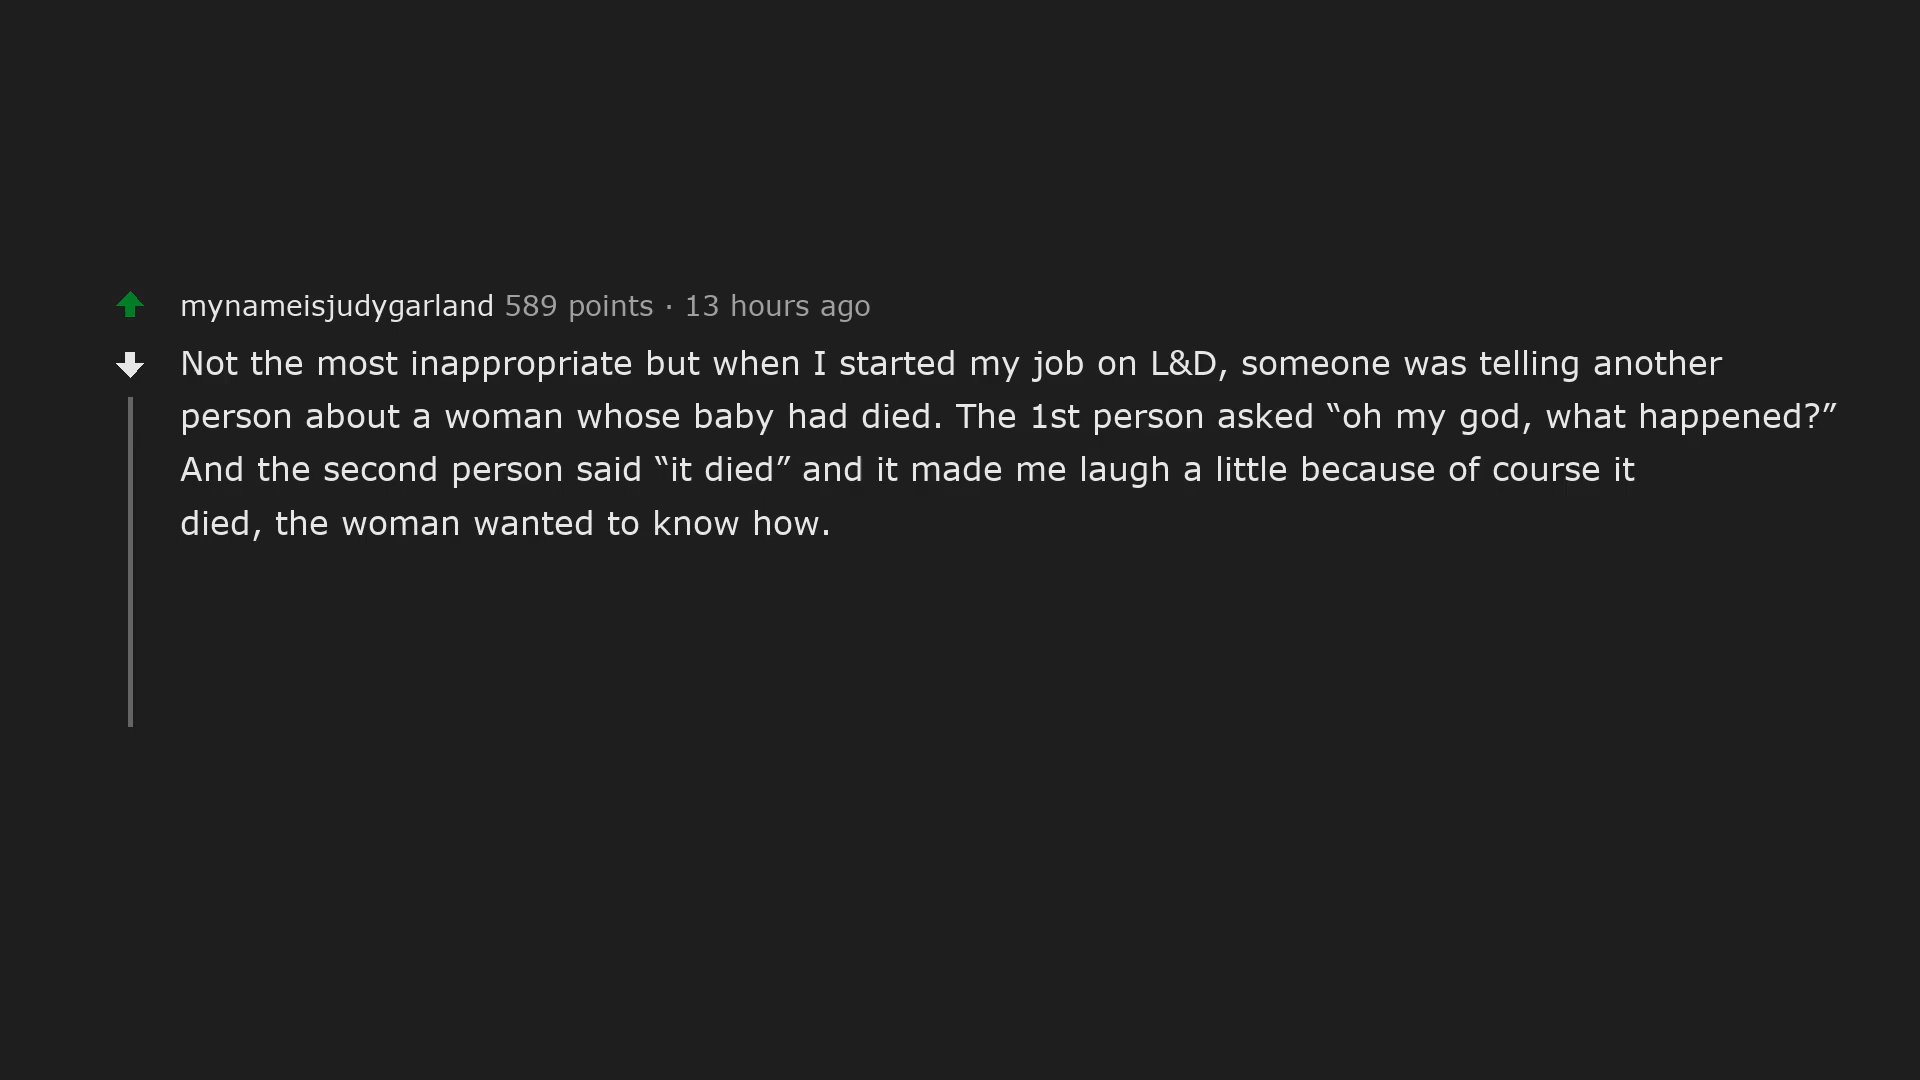 mynameisjudygarland 589 points · 13 hours ago
Not the most inappropriate but when I started my job on L&D, someone was telling another
person about a woman whose baby had died. The 1st person asked “oh my god, what happened?”
And the second person said “it died” and it made me laugh a little because of course it
died, the woman wanted to know how.